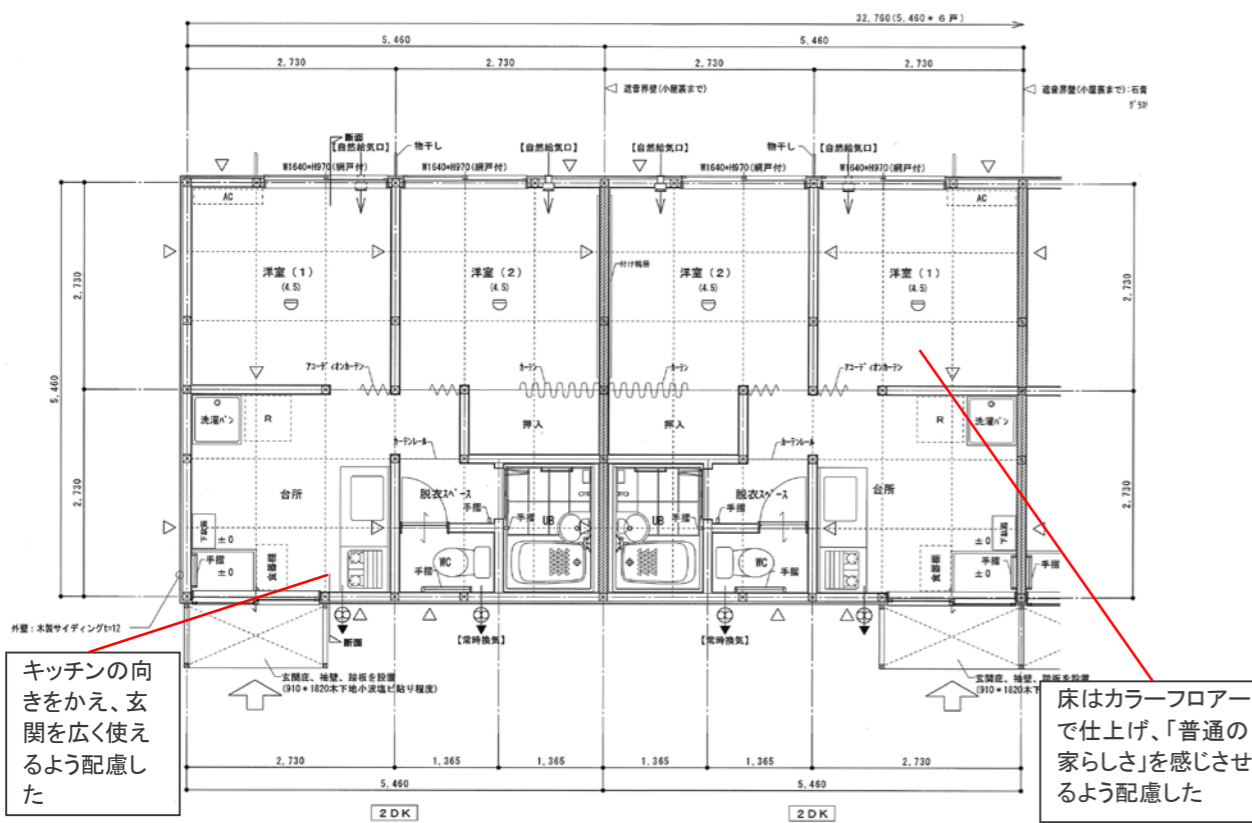 32,760(5,460* 6 戸)
5,460
5,460
2,730
2,730
2,730
2,730
遮音界壁(小屋裏まで)
遮音界壁(小屋裏まで):石膏
断面
【自然給気口】
物干し
【自然給気口】
【自然給気口】
物干し
【自然給気口】
W1640*H970(網戸付)
W1640*H970(網戸付)
W1640*H970(網戸付)
W1640*H970(網戸付)
AC
AC
洋室(1)
(4.5)
洋室(2)
(4.5)
付け鴨居
洋室(2)
(4.5)
洋室(1)
(4.5)
2,730
5,460
2,730
2,730
2,730
アコーディオンカーテン
カーテン
カーテン
アコーディオンカーテン
洗濯パン
R
押入
押入
R
洗濯パン
カーテンレール
カーテンレール
台所
脱衣スペース
手摺
手摺
UB
UB
手摺
脱衣スペース
手摺
台所
下駄箱
±0
手摺
±0
食器棚
手摺
WC
WC
手摺
食器棚
下駄箱
±0
手摺
±0
外壁:木製サイディングt=12
断面
【常時換気】
【常時換気】
玄関庇、袖壁、踏板を設置
(910*1820木下地小波塩ビ貼り程度)
玄関庇、袖壁、踏板を設置
(910*1820木下
キッチンの向
きをかえ、玄
関を広く使え
るよう配慮し
た
床はカラーフロアー
で仕上げ、「普通の
家らしさ」を感じさせ
るよう配慮した
2,730
1,365
1,365
1,365
1,365
2,730
5,460
5,460
2DK
2DK